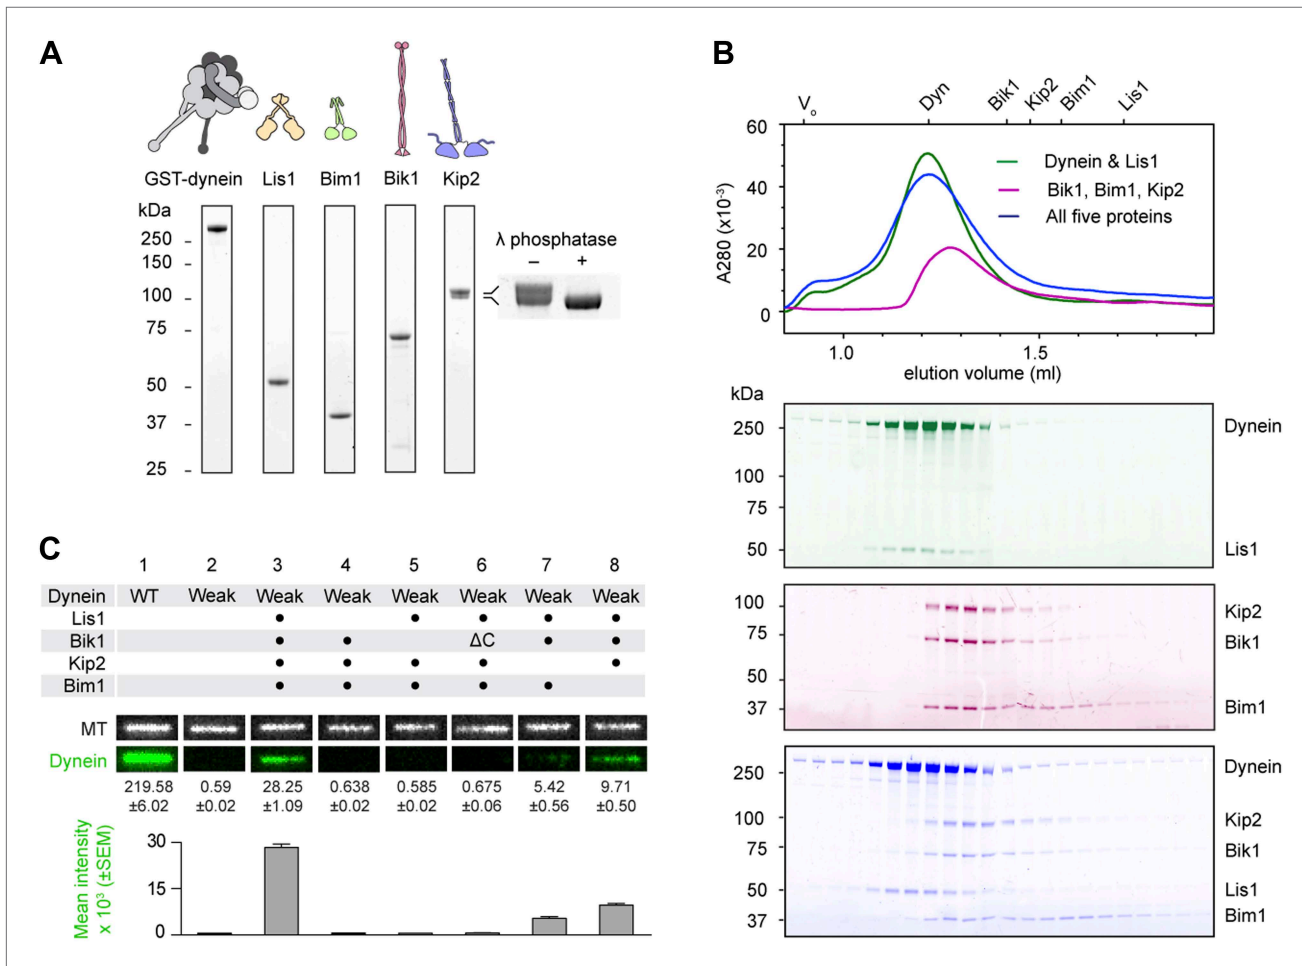 A
GST-dynein Lis1 Bim1 Bik1 Kip2
kDa
250
150
100
75
50
37
25
λ phosphatase
– +
B
Vo Dyn Bik1 Kip2 Bim1 Lis1
60
40
20
0
A280 (x10-3)
Dynein & Lis1
Bik1, Bim1, Kip2
All five proteins
1.0 1.5
elution volume (ml)
kDa
250 Dynein
100
75
50 Lis1
100 Kip2
75 Bik1
50
37 Bim1
250 Dynein
100 Kip2
75 Bik1
50 Lis1
37 Bim1
C
1 2 3 4 5 6 7 8
Dynein WT Weak Weak Weak Weak Weak Weak Weak
Lis1 • • • • •
Bik1 • • ΔC • •
Kip2 • • • • •
Bim1 • • • • •
MT
Dynein
219.58 0.59 28.25 0.638 0.585 0.675 5.42 9.71
±6.02 ±0.02 ±1.09 ±0.02 ±0.02 ±0.06 ±0.56 ±0.50
Mean intensity
x 10³ (±SEM)
30
15
0